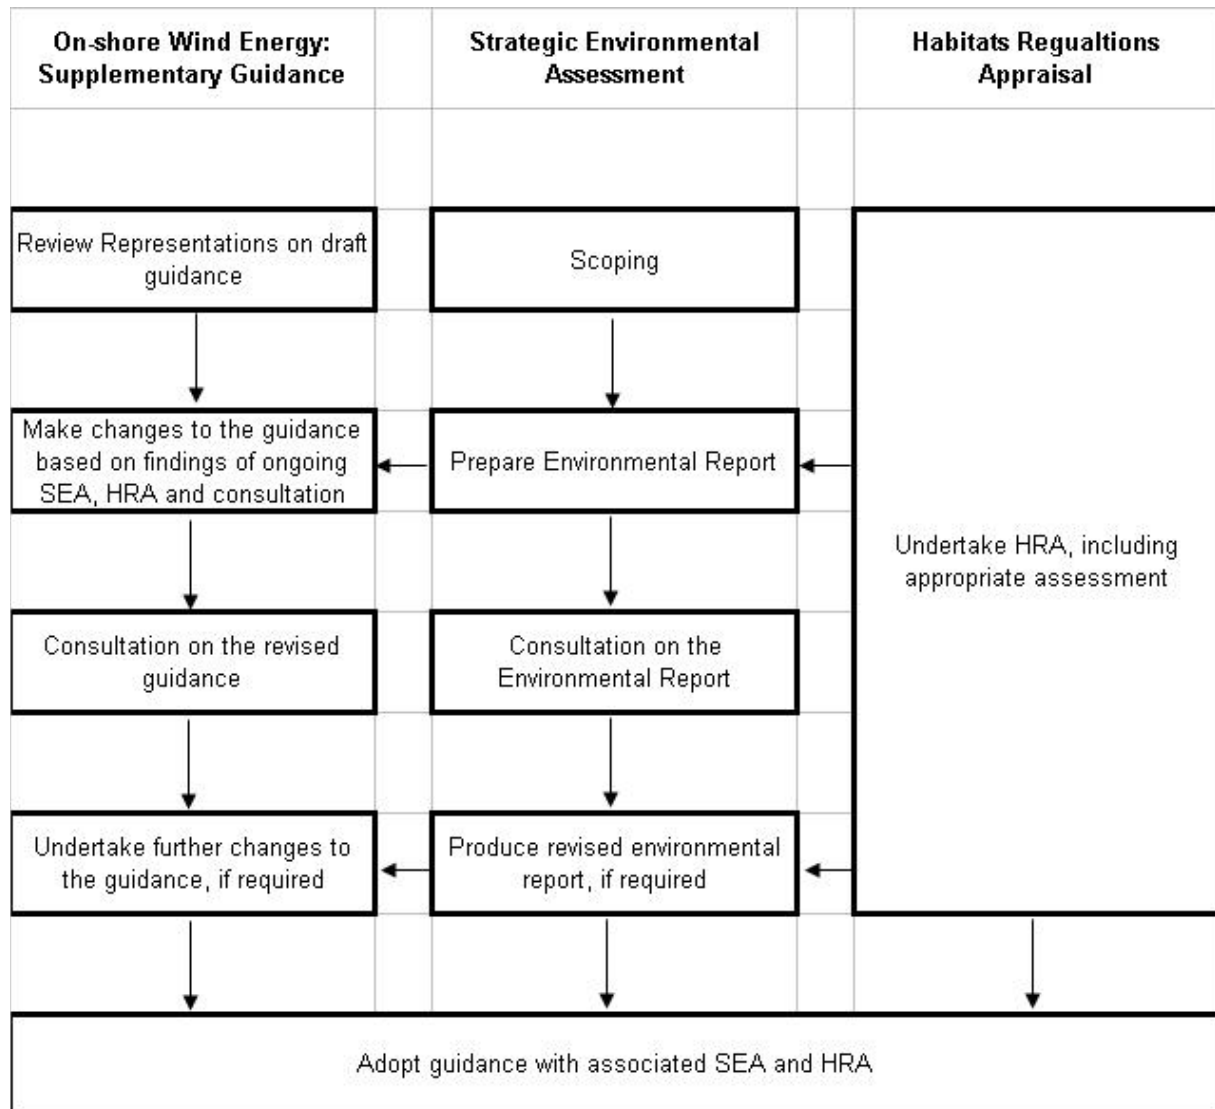 On-shore Wind Energy:
Supplementary Guidance
Strategic Environmental
Assessment
Habitats Regualtions
Appraisal
Review Representations on draft
guidance
Scoping
Make changes to the guidance
based on findings of ongoing
SEA, HRA and consultation
Prepare Environmental Report
Undertake HRA, including
appropriate assessment
Consultation on the revised
guidance
Consultation on the
Environmental Report
Undertake further changes to
the guidance, if required
Produce revised environmental
report, if required
Adopt guidance with associated SEA and HRA